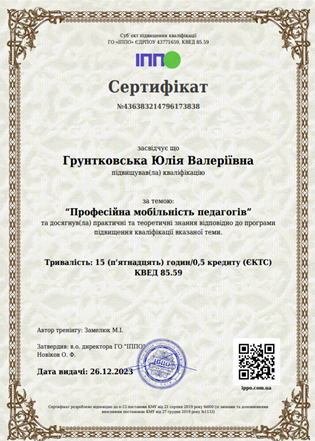 Суб'єкт підвищення кваліфікації
ГО «ІППО» ЄДРПОУ 43771659, КВЕД 85.59
ІППО
Сертифікат
№436383214796173838
засвідчує що
Грунтковська Юлія Валеріївна
підвищував(ла) кваліфікацію
за темою:
“Професійна мобільність педагогів”
та досягнув(ла) практичні та теоретичні знання відповідно до програми
підвищення кваліфікації вказаної теми.
Тривалість: 15 (п'ятнадцять) годин/0,5 кредиту (ЄКТС)
КВЕД 85.59
Автор тренінгу: Замелюк М.І.
Затвердив: в.о. директора ГО "ІППО"
Новіков О. Ф.
Дата видачі: 26.12.2023
ippo.com.ua
Сертифікат розроблено відповідно до п.13 постанови КМУ від 21 серпня 2019 року №800 (зі змінами та доповненнями
внесеними постановою КМУ від 27 грудня 2019 року №1133)